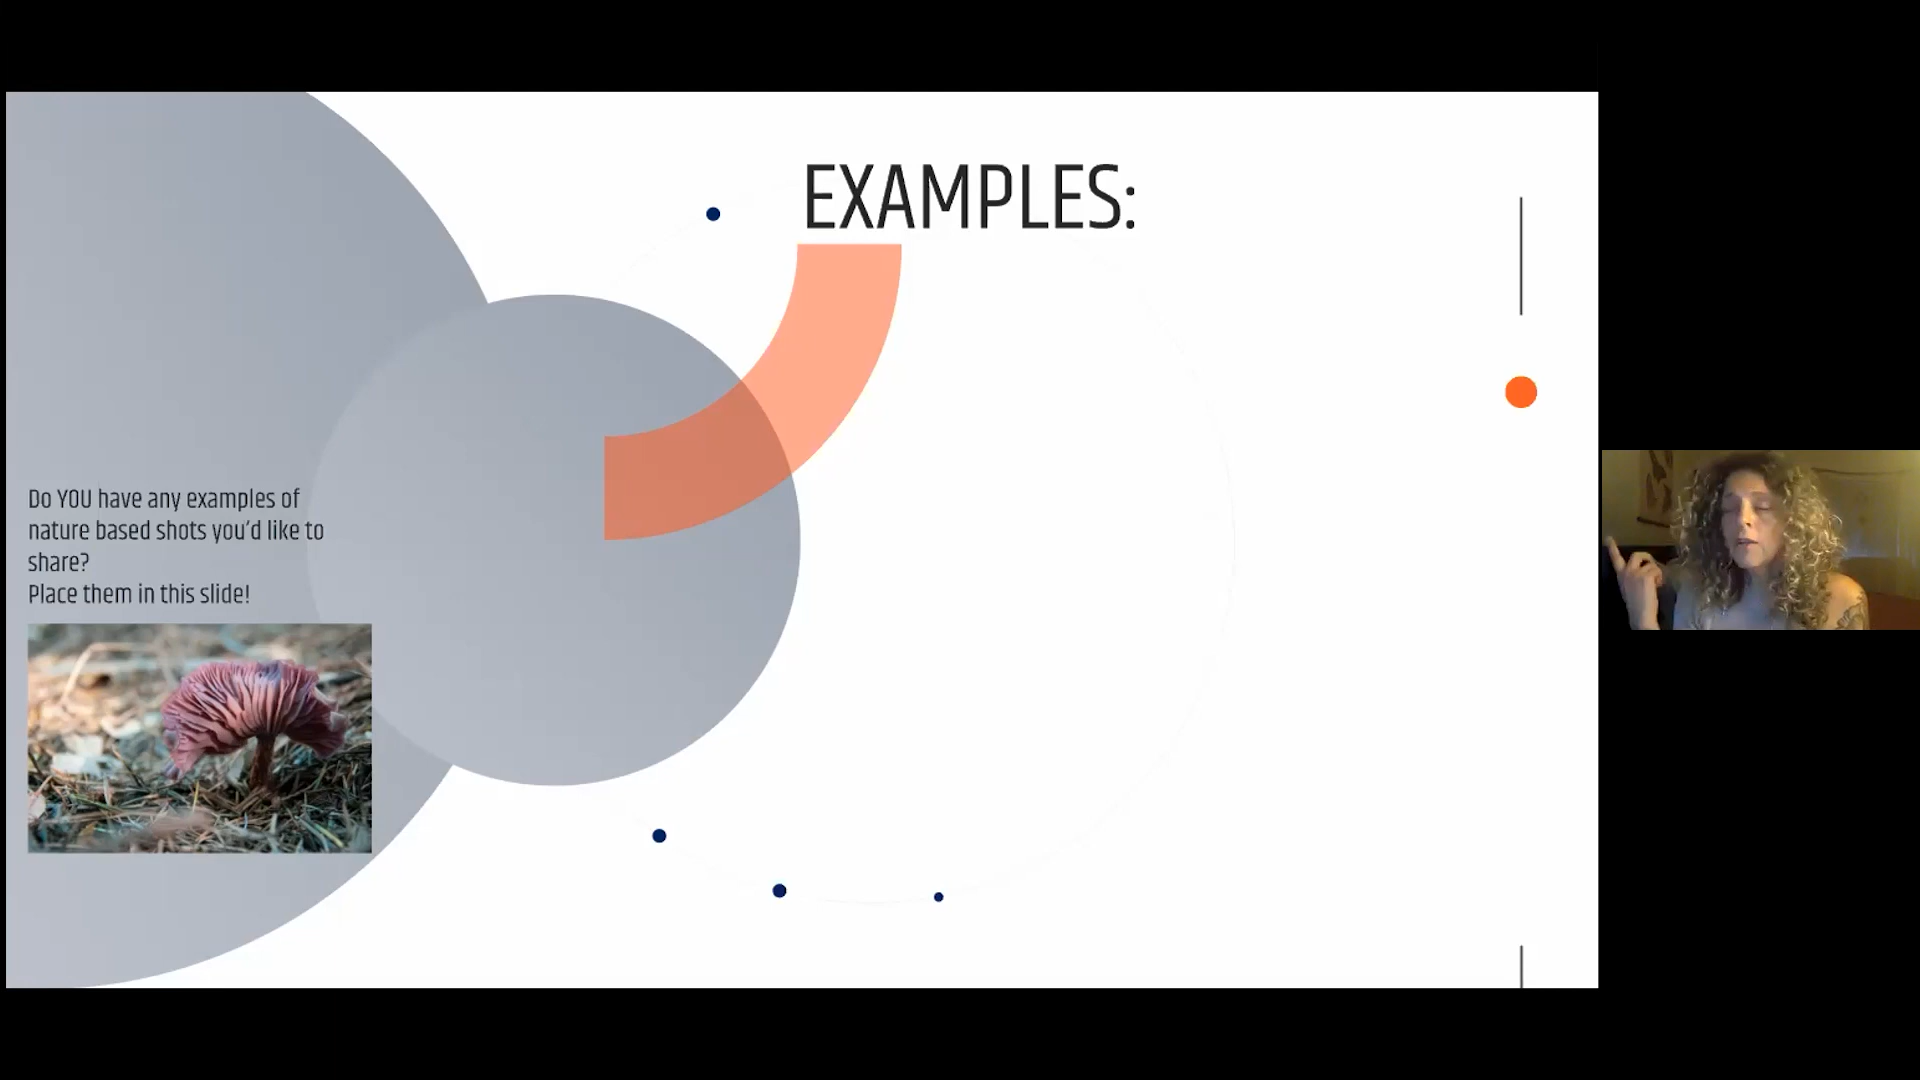 EXAMPLES:
Do YOU have any examples of
nature based shots you’d like to
share?
Place them in this slide!